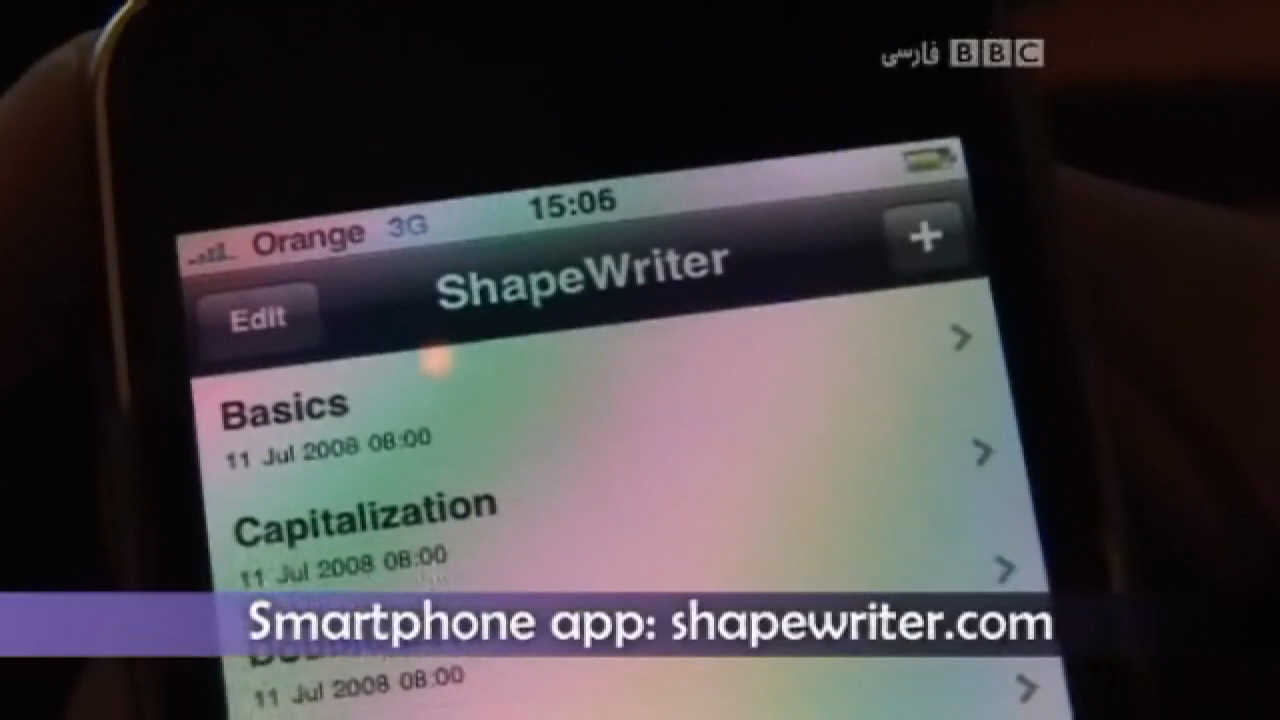 فارسی BBC
Orange 3G 15:06
Edit ShapeWriter +
Basics
11 Jul 2008 08:00
Capitalization
11 Jul 2008 08:00
Smartphone app: shapewriter.com
11 Jul 2008 08:00